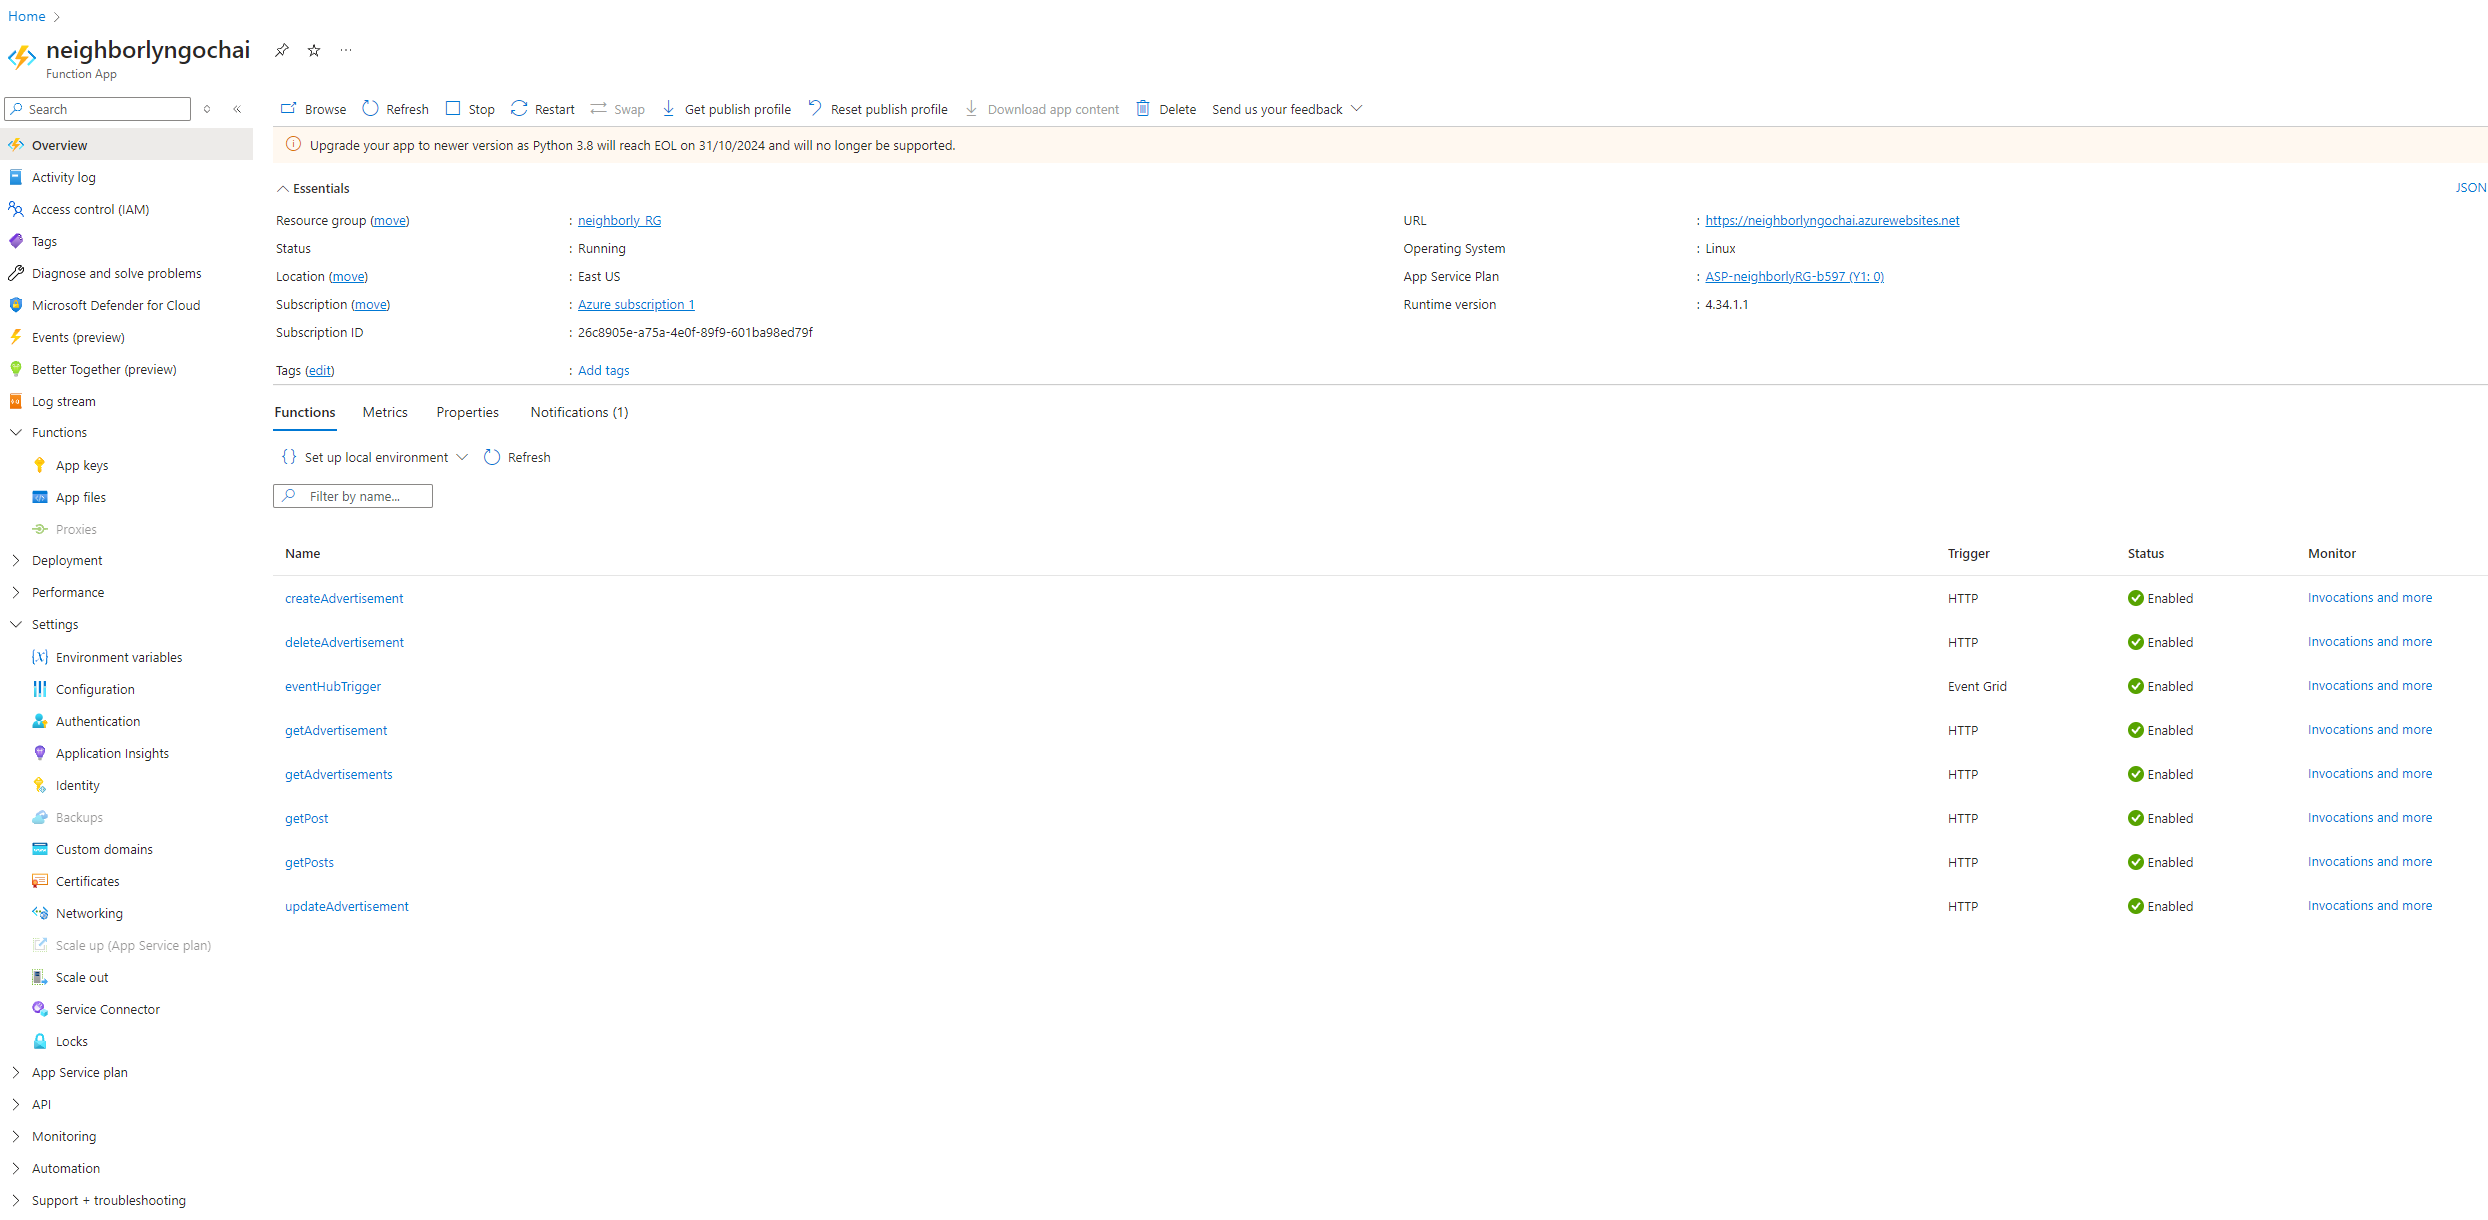 Home
neighborlyngochai
Function App
Search
Browse Refresh Stop Restart Swap Get publish profile Reset publish profile Download app content Delete Send us your feedback
Overview
Activity log
Access control (IAM)
Tags
Diagnose and solve problems
Microsoft Defender for Cloud
Events (preview)
Better Together (preview)
Log stream
Functions
App keys
App files
Proxies
Deployment
Performance
Settings
Environment variables
Configuration
Authentication
Application Insights
Identity
Backups
Custom domains
Certificates
Networking
Scale up (App Service plan)
Scale out
Service Connector
Locks
App Service plan
API
Monitoring
Automation
Support + troubleshooting
Upgrade your app to newer version as Python 3.8 will reach EOL on 31/10/2024 and will no longer be supported.
Essentials
JSON
Resource group (move) : neighborly_RG
Status : Running
Location (move) : East US
Subscription (move) : Azure subscription 1
Subscription ID : 26c8905e-a75a-4e0f-89f9-601ba98ed79f
URL : https://neighborlyngochai.azurewebsites.net
Operating System : Linux
App Service Plan : ASP-neighborlyRG-b597 (Y1: 0)
Runtime version : 4.34.1.1
Tags (edit) : Add tags
Functions Metrics Properties Notifications (1)
Set up local environment Refresh
Filter by name...
Name Trigger Status Monitor
createAdvertisement HTTP Enabled Invocations and more
deleteAdvertisement HTTP Enabled Invocations and more
eventHubTrigger Event Grid Enabled Invocations and more
getAdvertisement HTTP Enabled Invocations and more
getAdvertisements HTTP Enabled Invocations and more
getPost HTTP Enabled Invocations and more
getPosts HTTP Enabled Invocations and more
updateAdvertisement HTTP Enabled Invocations and more